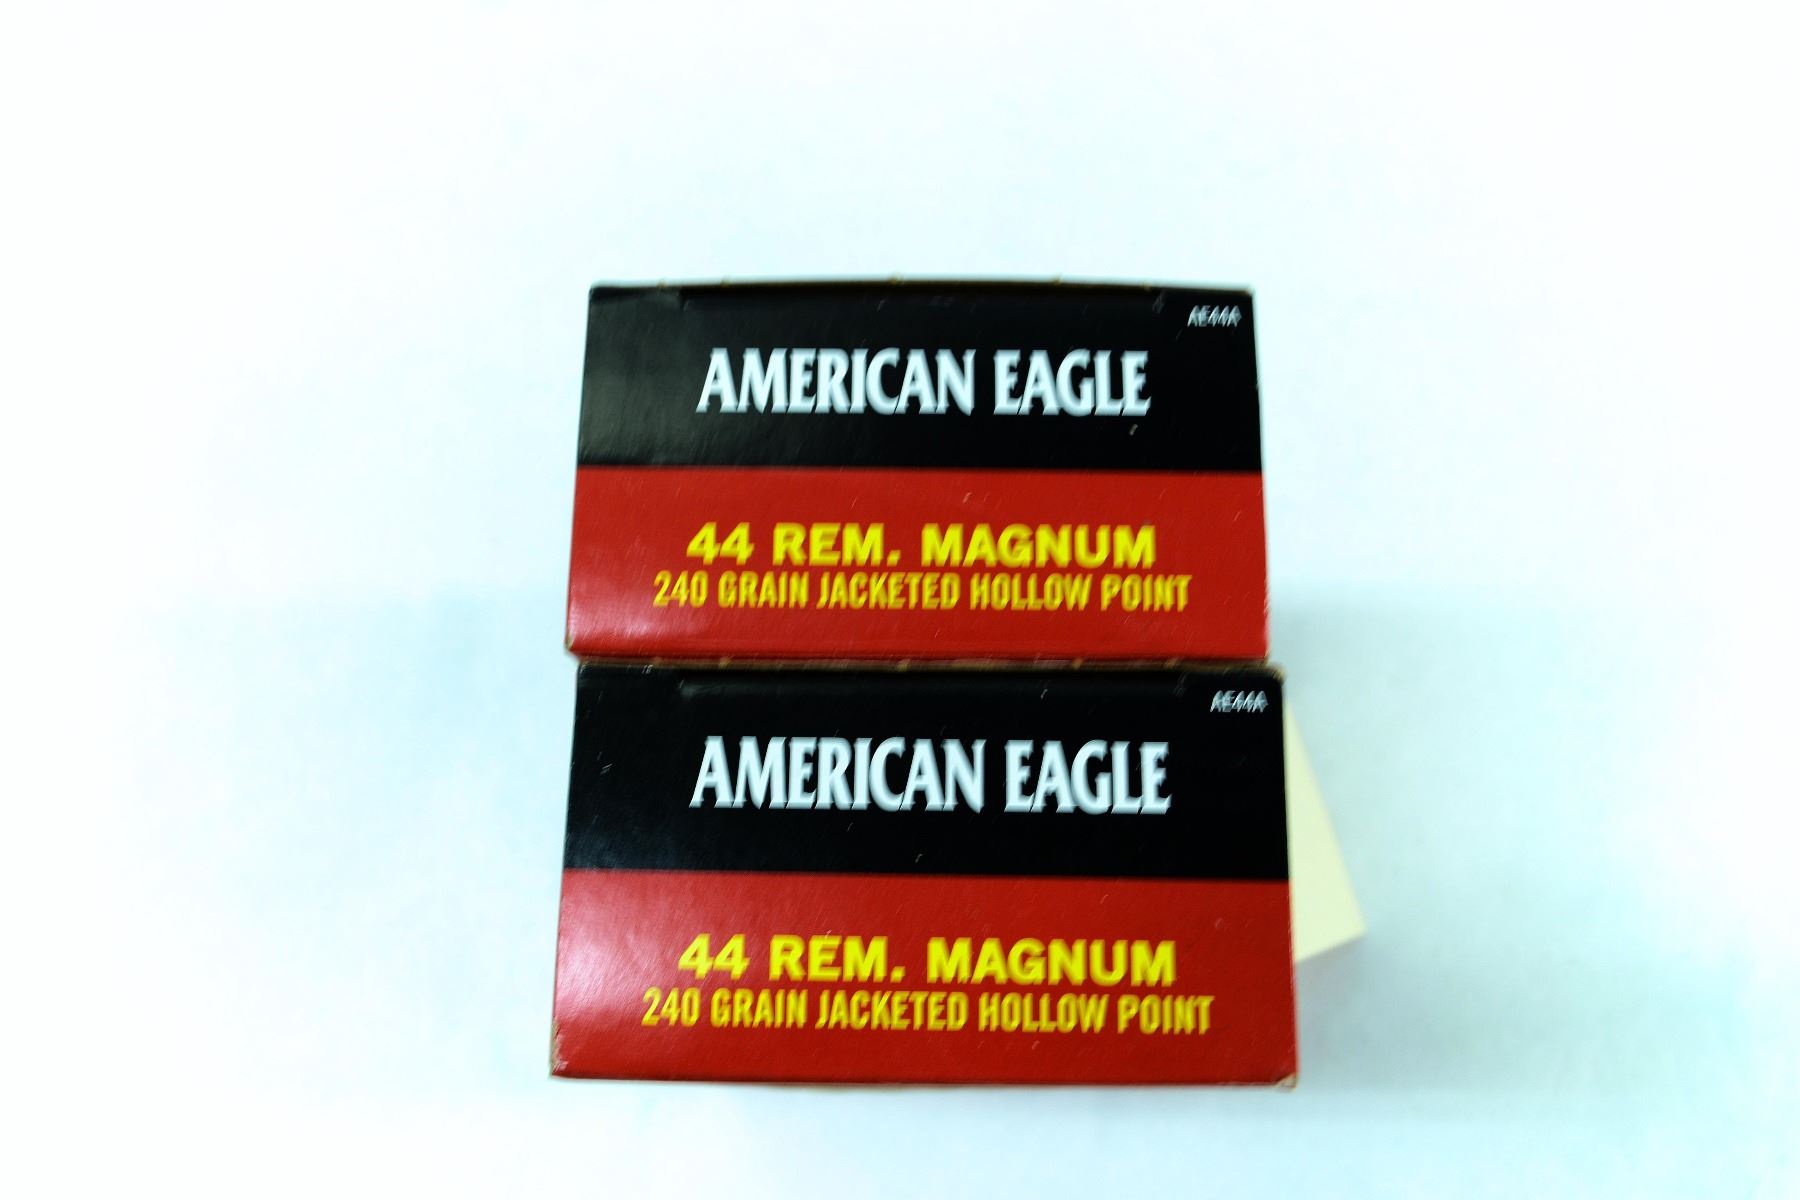 AE44A
AMERICAN EAGLE
44 REM. MAGNUM
240 GRAIN JACKETED HOLLOW POINT
AE44A
AMERICAN EAGLE
44 REM. MAGNUM
240 GRAIN JACKETED HOLLOW POINT